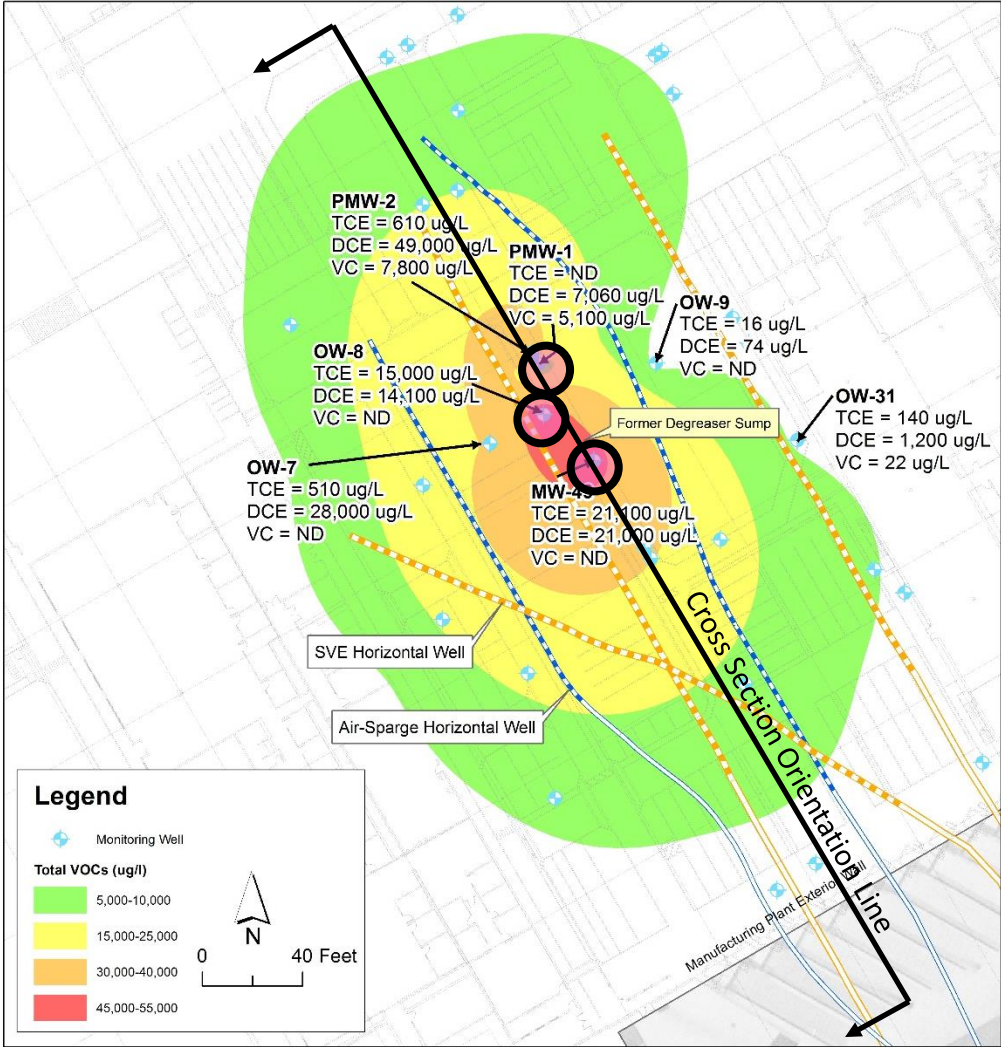 PMW-2
TCE = 610 ug/L
DCE = 49,000 ug/L
VC = 7,800 ug/L
PMW-1
TCE = ND
DCE = 7,060 ug/L
VC = 5,100 ug/L
OW-9
TCE = 16 ug/L
DCE = 74 ug/L
VC = ND
OW-8
TCE = 15,000 ug/L
DCE = 14,100 ug/L
VC = ND
OW-31
TCE = 140 ug/L
DCE = 1,200 ug/L
VC = 22 ug/L
Former Degreaser Sump
OW-7
TCE = 510 ug/L
DCE = 28,000 ug/L
VC = ND
TCE = 21,100 ug/L
DCE = 21,000 ug/L
VC = ND
SVE Horizontal Well
Air-Sparge Horizontal Well
Cross Section Orientation Line
Manufacturing Plant Exterior Wall
Legend
Monitoring Well
Total VOCs (ug/l)
5,000-10,000
15,000-25,000
30,000-40,000
45,000-55,000
N
0 40 Feet